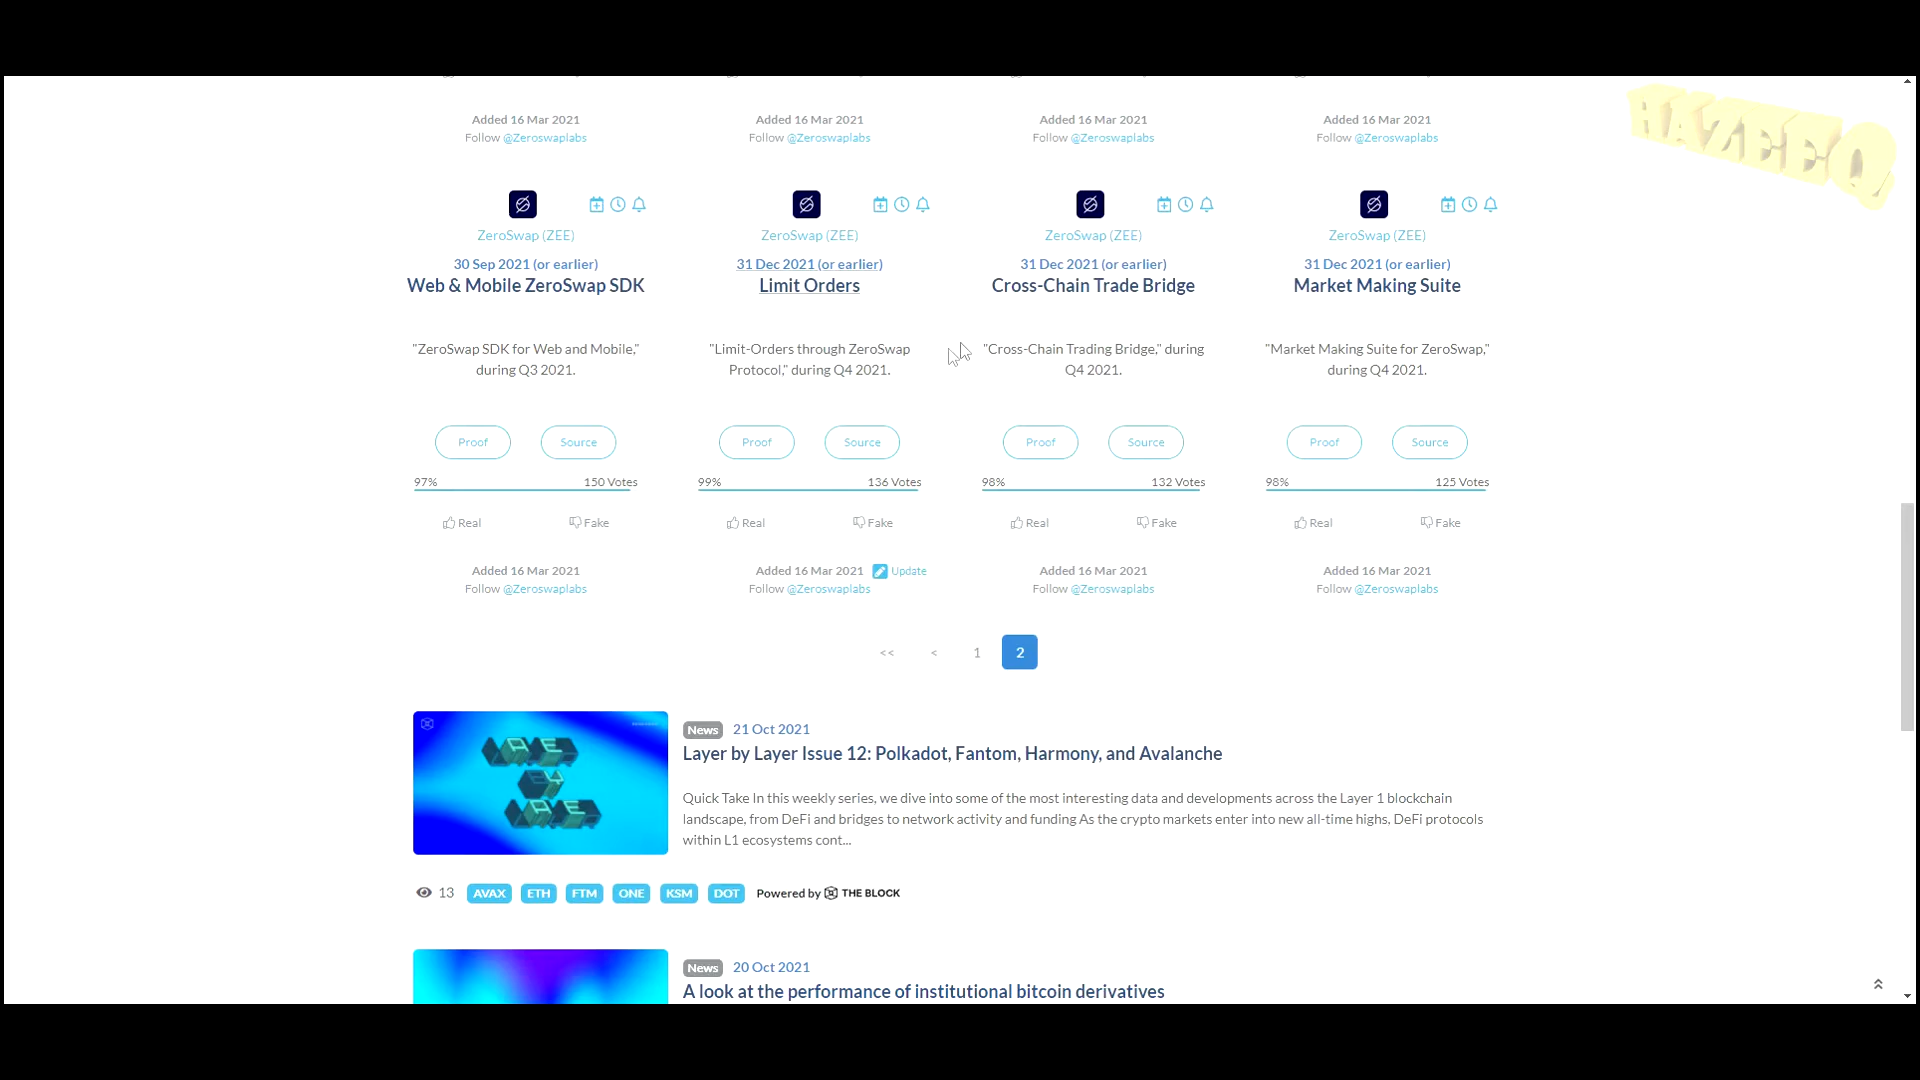 HAZEEQ
Added 16 Mar 2021
Follow @Zeroswaplabs
Added 16 Mar 2021
Follow @Zeroswaplabs
Added 16 Mar 2021
Follow @Zeroswaplabs
Added 16 Mar 2021
Follow @Zeroswaplabs
ZeroSwap (ZEE)
30 Sep 2021 (or earlier)
Web & Mobile ZeroSwap SDK
"ZeroSwap SDK for Web and Mobile,"
during Q3 2021.
Proof Source
97% 150 Votes
Real Fake
Added 16 Mar 2021
Follow @Zeroswaplabs
ZeroSwap (ZEE)
31 Dec 2021 (or earlier)
Limit Orders
"Limit-Orders through ZeroSwap
Protocol," during Q4 2021.
Proof Source
99% 136 Votes
Real Fake
Added 16 Mar 2021 Update
Follow @Zeroswaplabs
ZeroSwap (ZEE)
31 Dec 2021 (or earlier)
Cross-Chain Trade Bridge
"Cross-Chain Trading Bridge," during
Q4 2021.
Proof Source
98% 132 Votes
Real Fake
Added 16 Mar 2021
Follow @Zeroswaplabs
ZeroSwap (ZEE)
31 Dec 2021 (or earlier)
Market Making Suite
"Market Making Suite for ZeroSwap,"
during Q4 2021.
Proof Source
98% 125 Votes
Real Fake
Added 16 Mar 2021
Follow @Zeroswaplabs
<< < 1 2
News 21 Oct 2021
Layer by Layer Issue 12: Polkadot, Fantom, Harmony, and Avalanche
Quick Take In this weekly series, we dive into some of the most interesting data and developments across the Layer 1 blockchain
landscape, from DeFi and bridges to network activity and funding As the crypto markets enter into new all-time highs, DeFi protocols
within L1 ecosystems cont...
13 AVAX ETH FTM ONE KSM DOT Powered by THE BLOCK
News 20 Oct 2021
A look at the performance of institutional bitcoin derivatives